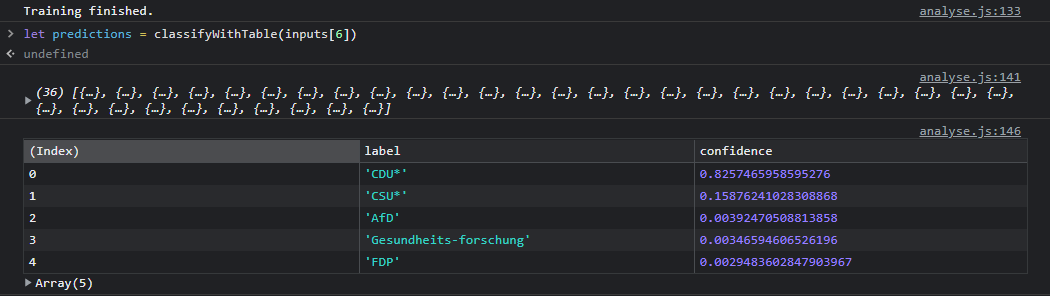 Training finished. analyse.js:133
> let predictions = classifyWithTable(inputs[6])
undefined
analyse.js:141
(36) [{…}, {…}, {…}, {…}, {…}, {…}, {…}, {…}, {…}, {…}, {…}, {…}, {…}, {…}, {…}, {…}, {…}, {…}, {…}, {…}, {…}, {…}, {…}, {…}, {…}, {…},
{…}, {…}, {…}, {…}, {…}, {…}, {…}, {…}, {…}, {…}]
analyse.js:146
(Index) label confidence
0 'CDU*' 0.8257465958595276
1 'CSU*' 0.15876241028308868
2 'AfD' 0.00392470508813858
3 'Gesundheits-forschung' 0.00346594606526196
4 'FDP' 0.0029483602847903967
Array(5)